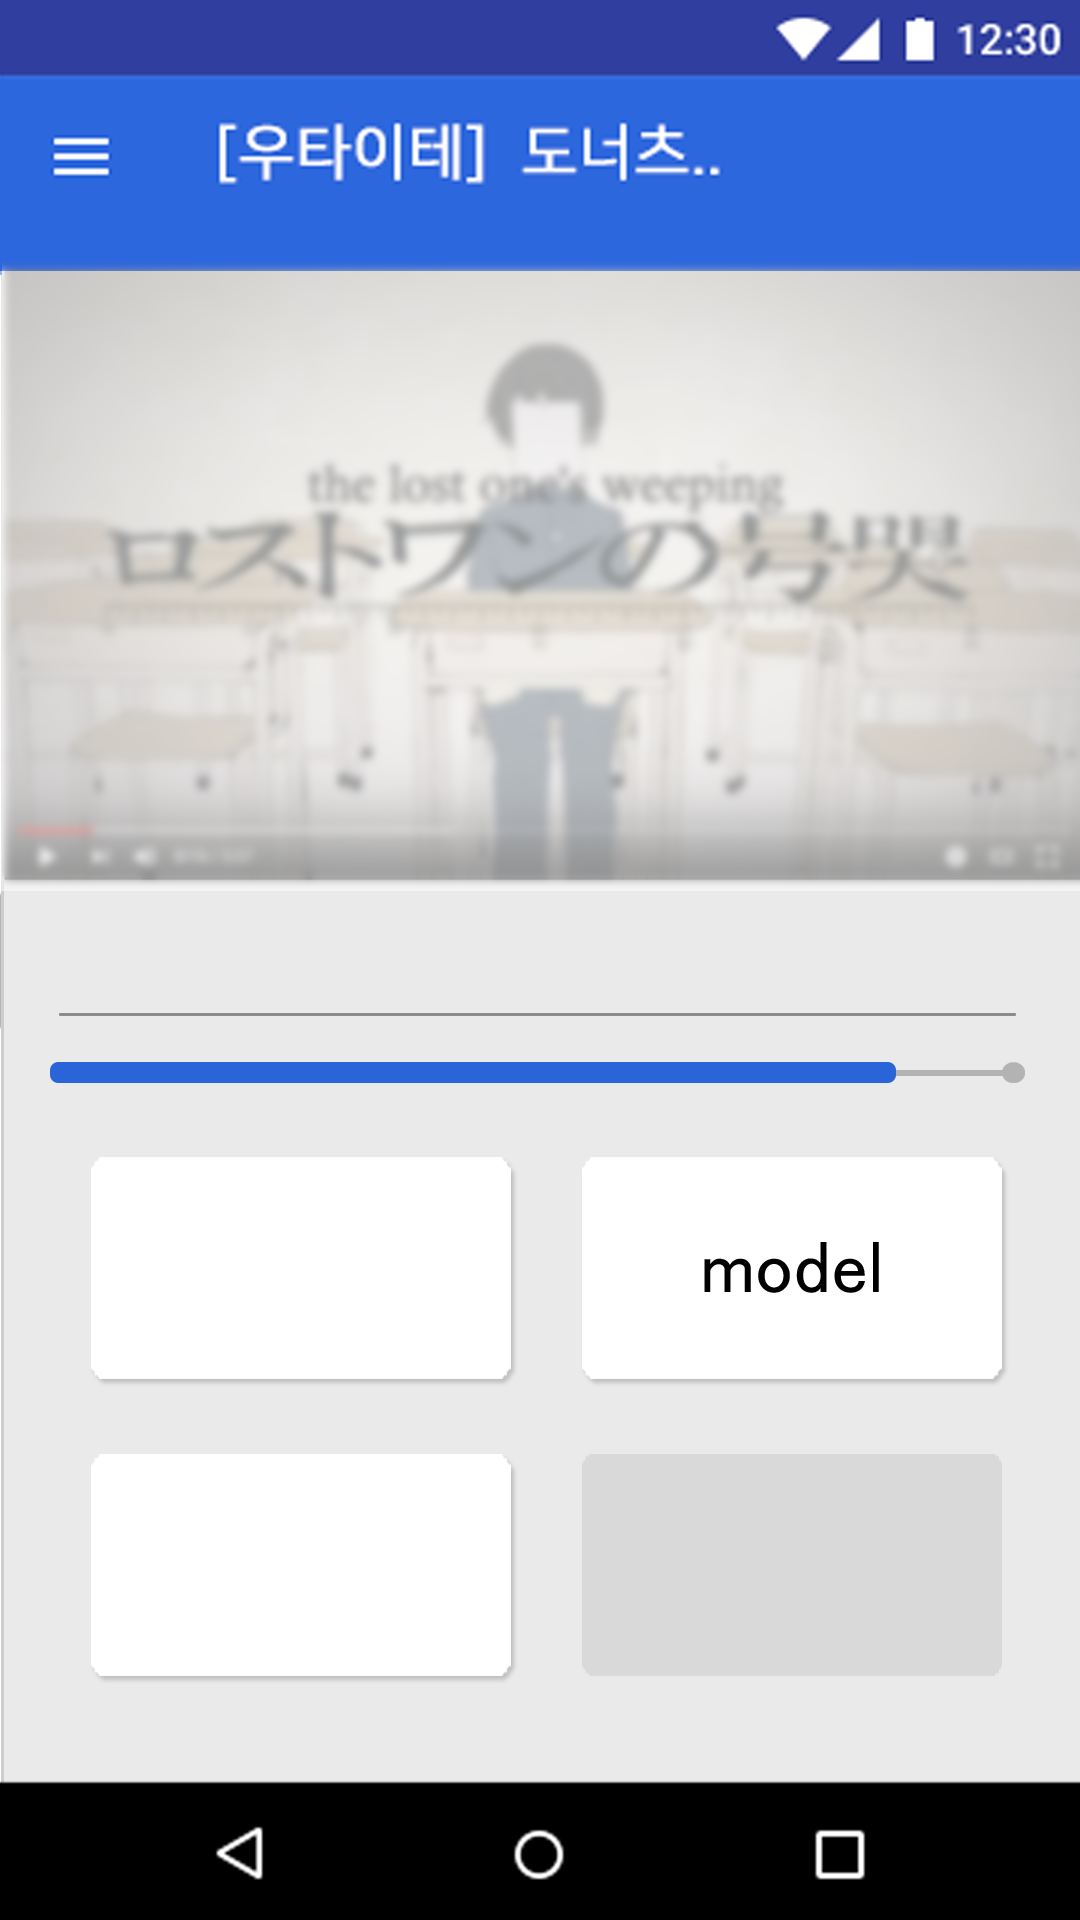 12:30
[우타이테] 도너츠..
the lost one's weeping
ロストワンの号哭
model